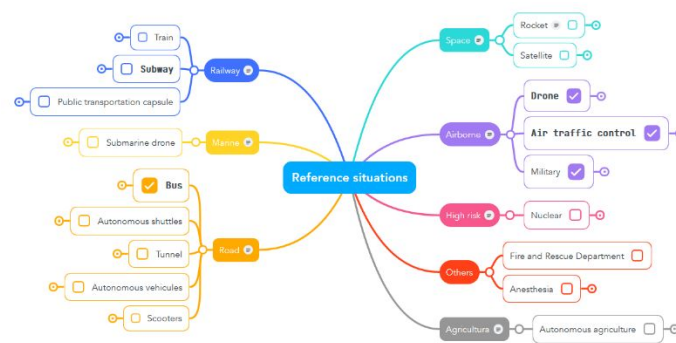 Reference situations
Railway
Train
Subway
Public transportation capsule
Marine
Submarine drone
Road
Bus
Autonomous shuttles
Tunnel
Autonomous vehicules
Scooters
Space
Rocket
Satellite
Airborne
Drone
Air traffic control
Military
High risk
Nuclear
Others
Fire and Rescue Department
Anesthesia
Agricultura
Autonomous agriculture